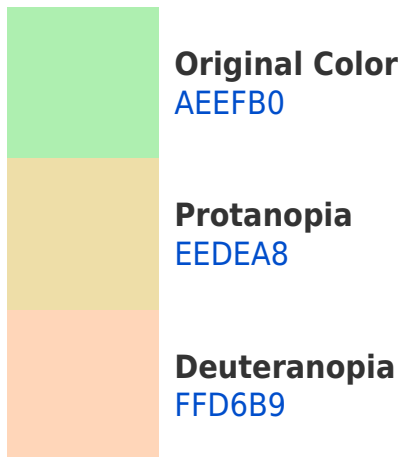 Original Color
AEEFB0
Protanopia
EEDEA8
Deuteranopia
FFD6B9